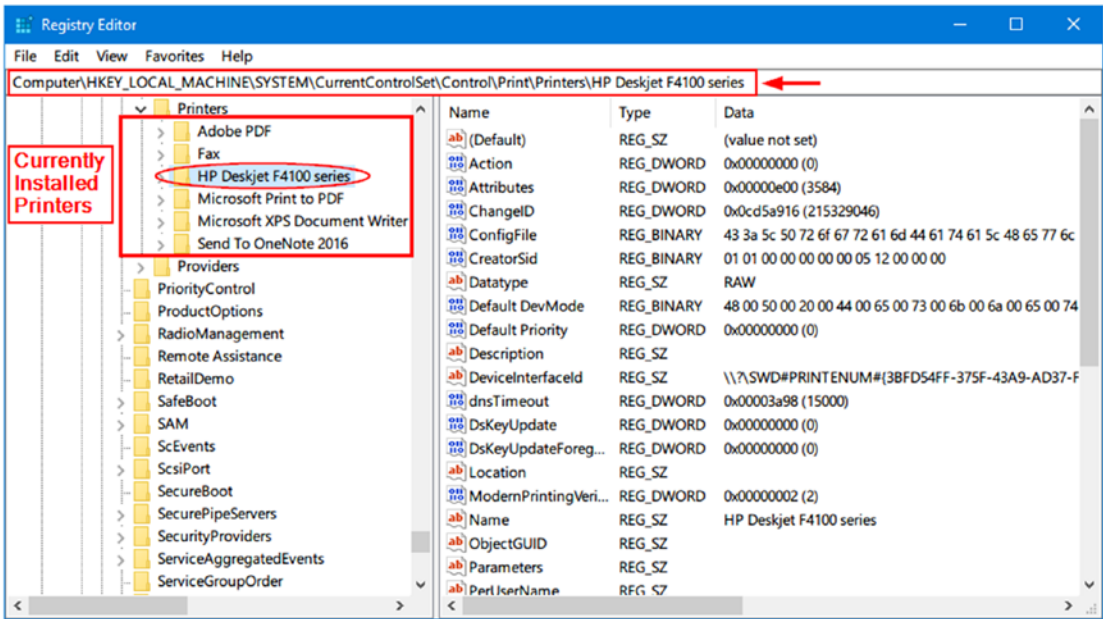 Registry Editor
File Edit View Favorites Help
Computer\HKEY_LOCAL_MACHINE\SYSTEM\CurrentControlSet\Control\Print\Printers\HP Deskjet F4100 series
Currently
Installed
Printers
Printers
Adobe PDF
Fax
HP Deskjet F4100 series
Microsoft Print to PDF
Microsoft XPS Document Writer
Send To OneNote 2016
Providers
PriorityControl
ProductOptions
RadioManagement
Remote Assistance
RetailDemo
SafeBoot
SAM
ScEvents
ScsiPort
SecureBoot
SecurePipeServers
SecurityProviders
ServiceAggregatedEvents
ServiceGroupOrder
Name Type Data
ab (Default) REG_SZ (value not set)
Action REG_DWORD 0x00000000 (0)
Attributes REG_DWORD 0x00000e00 (3584)
ChangeID REG_DWORD 0x0cd5a916 (215329046)
ConfigFile REG_BINARY 43 3a 5c 50 72 6f 67 72 61 6d 44 61 74 61 5c 48 65 77 6c
CreatorSid REG_BINARY 01 01 00 00 00 00 00 05 12 00 00 00
ab Datatype REG_SZ RAW
Default DevMode REG_BINARY 48 00 50 00 20 00 44 00 65 00 73 00 6b 00 6a 00 65 00 74
Default Priority REG_DWORD 0x00000000 (0)
ab Description REG_SZ
ab DeviceInterfaceId REG_SZ \\?\SWD#PRINTENUM#{3BFD54FF-375F-43A9-AD37-F
dnsTimeout REG_DWORD 0x00003a98 (15000)
DsKeyUpdate REG_DWORD 0x00000000 (0)
DsKeyUpdateForeg... REG_DWORD 0x00000000 (0)
ab Location REG_SZ
ModernPrintingVeri... REG_DWORD 0x00000002 (2)
ab Name REG_SZ HP Deskjet F4100 series
ab ObjectGUID REG_SZ
ab Parameters REG_SZ
ab PerUserName REG_SZ